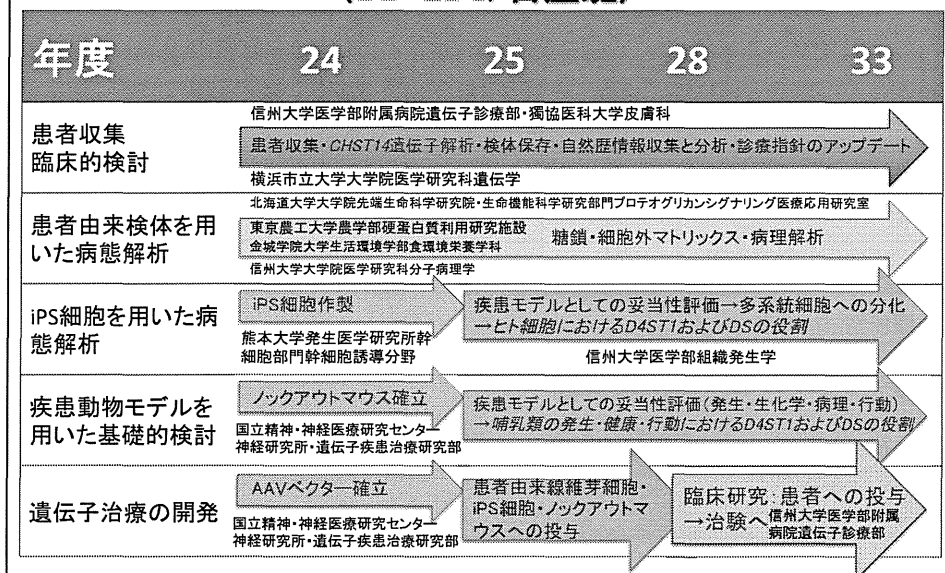 年度 24 25 28 33
信州大学医学部附属病院遺伝子診療部・獨協医科大学皮膚科
患者収集
臨床的検討
患者収集・CHST14遺伝子解析・検体保存・自然歴情報収集と分析・診療指針のアップデート
横浜市立大学大学院医学研究科遺伝学
患者由来検体を用
いた病態解析
北海道大学大学院先端生命科学研究院・生命機能科学研究部門プロテオグリカンシグナリング医療応用研究室
東京農工大学農学部硬蛋白質利用研究施設
金城学院大学生活環境学部食環境栄養学科
糖鎖・細胞外マトリックス・病理解析
信州大学大学院医学研究科分子病理学
iPS細胞を用いた病
態解析
iPS細胞作製
熊本大学発生医学研究所幹
細胞部門幹細胞誘導分野
疾患モデルとしての妥当性評価→多系統細胞への分化
→ヒト細胞におけるD4ST1およびDSの役割
信州大学医学部組織発生学
疾患動物モデルを
用いた基礎的検討
ノックアウトマウス確立
国立精神・神経医療研究センター
神経研究所・遺伝子疾患治療研究部
疾患モデルとしての妥当性評価(発生・生化学・病理・行動)
→哺乳類の発生・健康・行動におけるD4ST1およびDSの役割
遺伝子治療の開発
AAVベクター確立
国立精神・神経医療研究センター
神経研究所・遺伝子疾患治療研究部
患者由来線維芽細胞・
iPS細胞・ノックアウトマ
ウスへの投与
臨床研究:患者への投与
→治験へ
信州大学医学部附属
病院遺伝子診療部